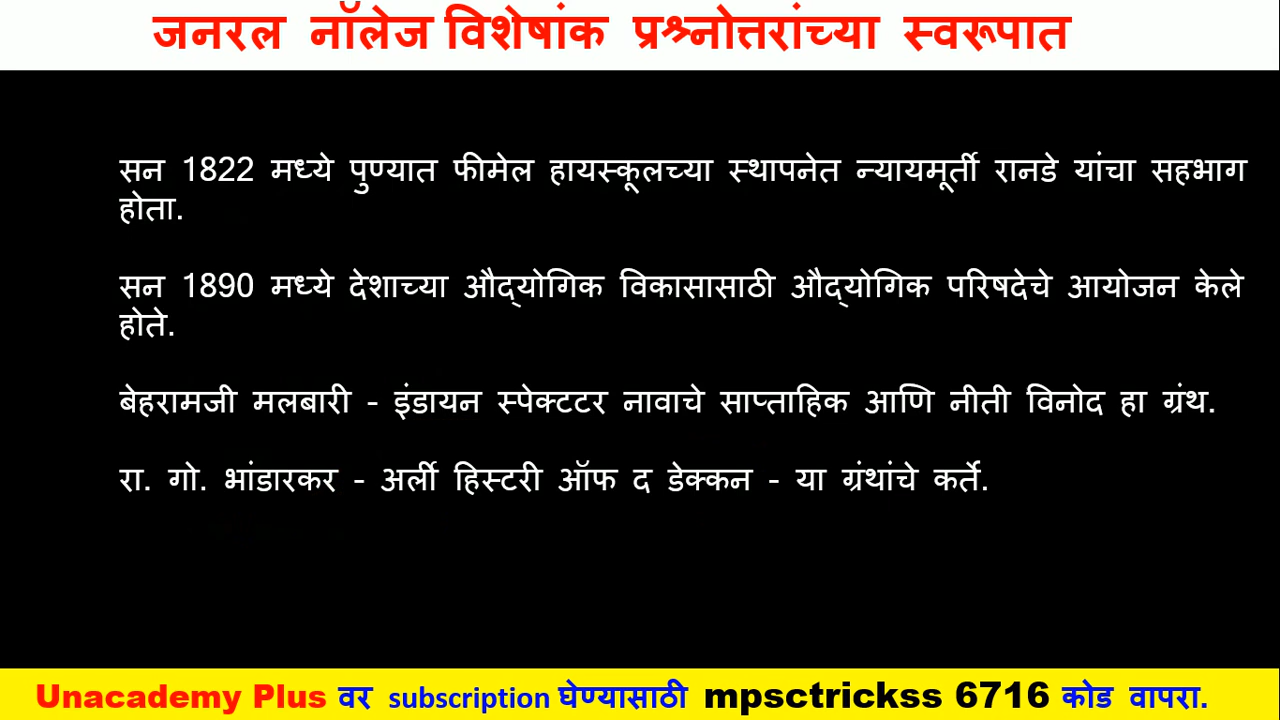 जनरल नॉलेज विशेषांक प्रश्नोत्तरांच्या स्वरूपात
सन 1822 मध्ये पुण्यात फीमेल हायस्कूलच्या स्थापनेत न्यायमूर्ती रानडे यांचा सहभाग
होता.
सन 1890 मध्ये देशाच्या औद्‌योगिक विकासासाठी औद्‌योगिक परिषदेचे आयोजन केले
होते.
बेहरामजी मलबारी - इंडायन स्पेक्टटर नावाचे साप्ताहिक आणि नीती विनोद हा ग्रंथ.
रा. गो. भांडारकर - अर्ली हिस्टरी ऑफ द डेक्कन - या ग्रंथांचे कर्ते.
Unacademy Plus वर subscription घेण्यासाठी mpsctrickss 6716 कोड वापरा.